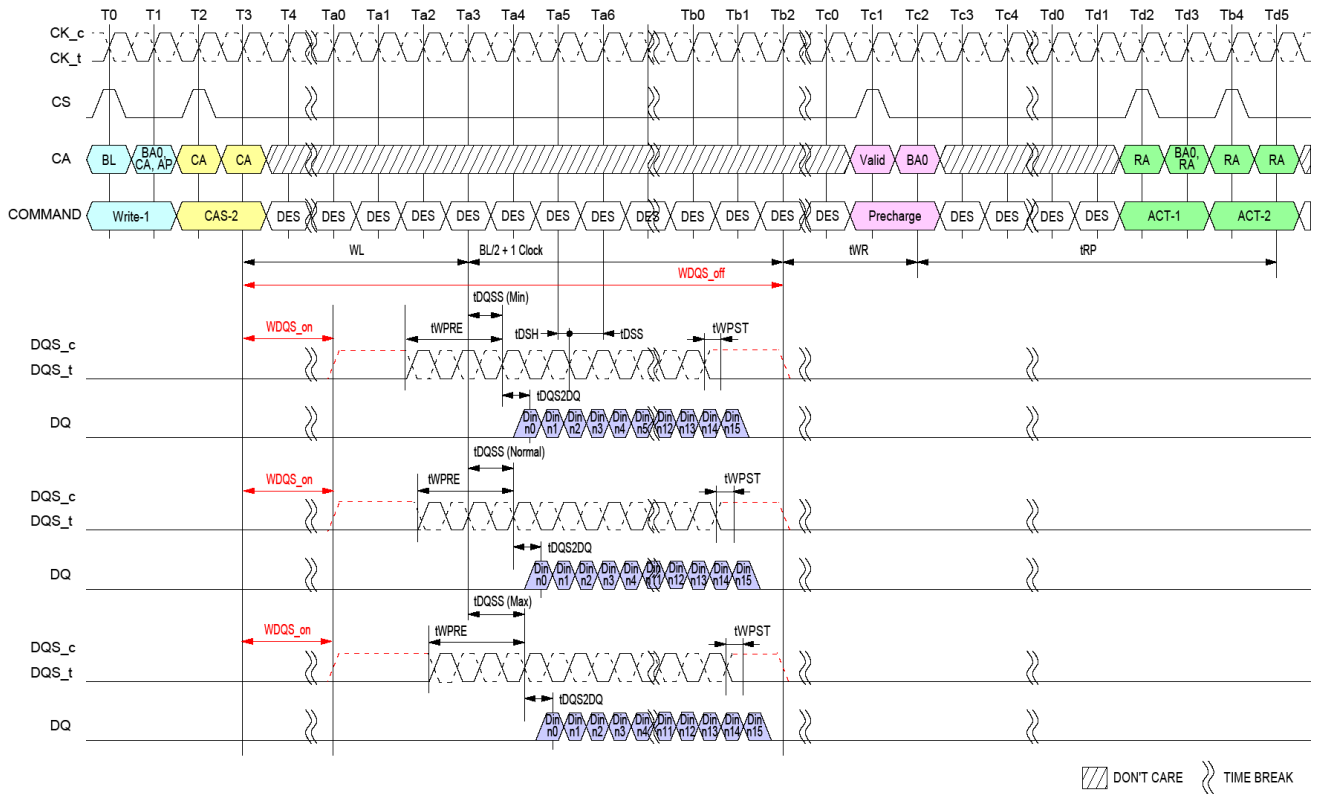 T0 T1 T2 T3 T4 Ta0 Ta1 Ta2 Ta3 Ta4 Ta5 Ta6 Tb0 Tb1 Tb2 Tc0 Tc1 Tc2 Tc3 Tc4 Td0 Td1 Td2 Td3 Tb4 Td5
CK_c
CK_t
CS
CA BL BA0, CA, AP CA CA Valid BA0 RA BA0, RA RA RA
COMMAND Write-1 CAS-2 DES DES DES DES DES DES DES DES DES DES DES DES DES Precharge DES DES DES DES ACT-1 ACT-2
WL BL/2 + 1 Clock tWR tRP
WDQS_off
tDQSS (Min)
WDQS_on tWPRE tDSH tDSS tWPST
DQS_c
DQS_t
tDQS2DQ
DQ Din n0 Din n1 Din n2 Din n3 Din n4 Din n5 Din n12 Din n13 Din n14 Din n15
tDQSS (Normal)
WDQS_on tWPRE tWPST
DQS_c
DQS_t
tDQS2DQ
DQ Din n0 Din n1 Din n2 Din n3 Din n4 Din n11 Din n12 Din n13 Din n14 Din n15
tDQSS (Max)
WDQS_on tWPRE tWPST
DQS_c
DQS_t
tDQS2DQ
DQ Din n0 Din n1 Din n2 Din n3 Din n4 Din n11 Din n12 Din n13 Din n14 Din n15
DON'T CARE TIME BREAK